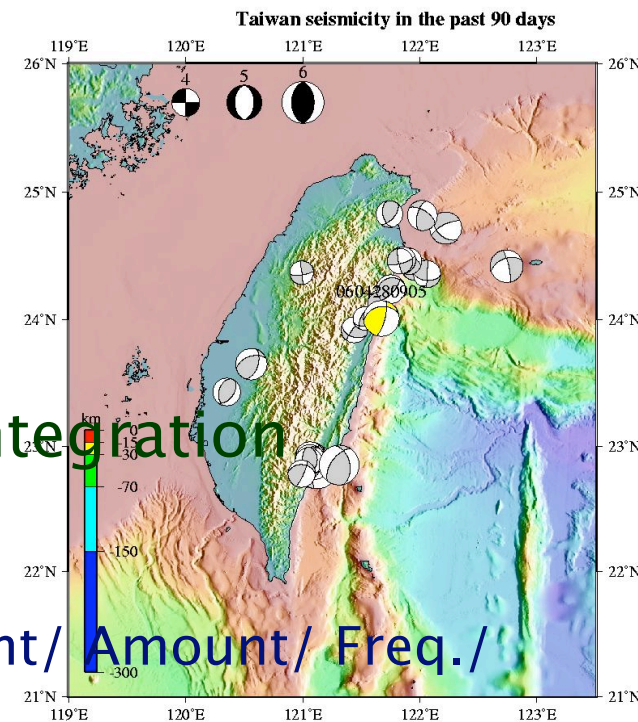 Taiwan seismicity in the past 90 days
119°E 120°E 121°E 122°E 123°E
26°N 26°N
4 5 6
25°N 25°N
0604280905
24°N 24°N
km
0
-15
-30
-70
-150
-300
23°N 23°N
tegration
22°N 22°N
nt/ Amount/ Freq./
21°N 21°N
119°E 120°E 121°E 122°E 123°E